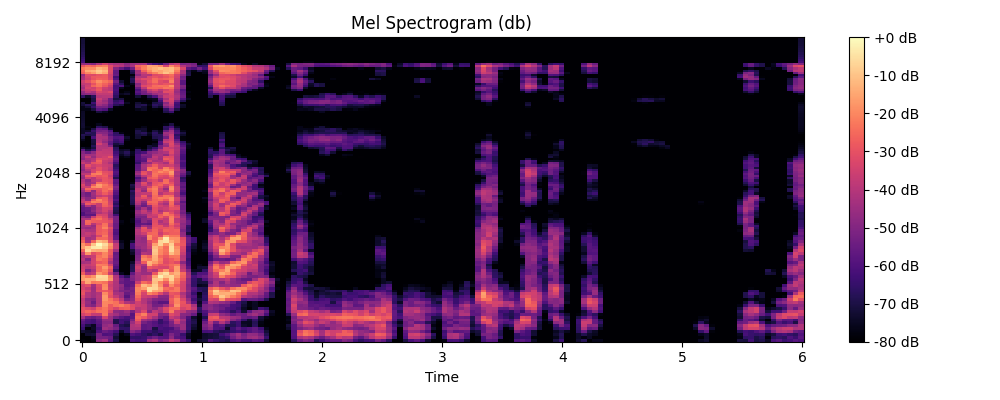 Mel Spectrogram (db)
Hz
8192
4096
2048
1024
512
0
0 1 2 3 4 5 6
Time
+0 dB
-10 dB
-20 dB
-30 dB
-40 dB
-50 dB
-60 dB
-70 dB
-80 dB